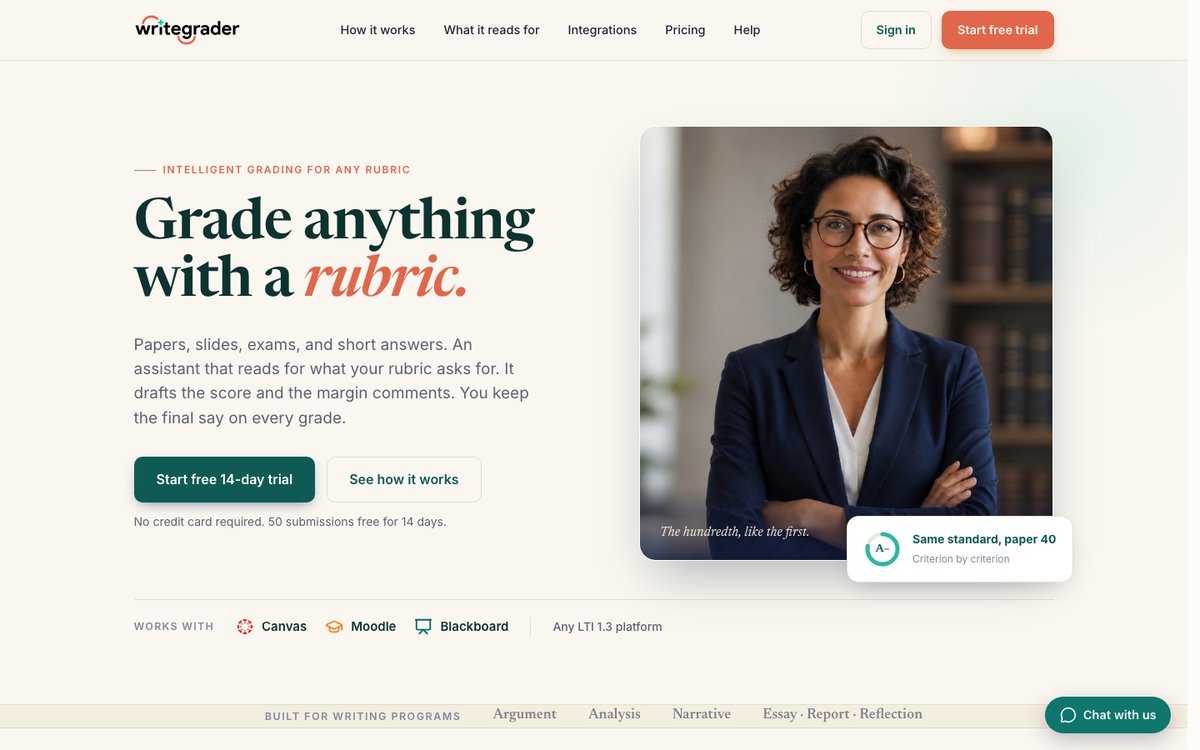 writegrader
How it works
What it reads for
Integrations
Pricing
Help
Sign in
Start free trial
INTELLIGENT GRADING FOR ANY RUBRIC
Grade anything
with a rubric.
Papers, slides, exams, and short answers. An
assistant that reads for what your rubric asks for. It
drafts the score and the margin comments. You keep
the final say on every grade.
Start free 14-day trial
See how it works
No credit card required. 50 submissions free for 14 days.
The hundredth, like the first.
A-
Same standard, paper 40
Criterion by criterion
WORKS WITH
Canvas
Moodle
Blackboard
Any LTI 1.3 platform
BUILT FOR WRITING PROGRAMS
Argument
Analysis
Narrative
Essay · Report · Reflection
Chat with us